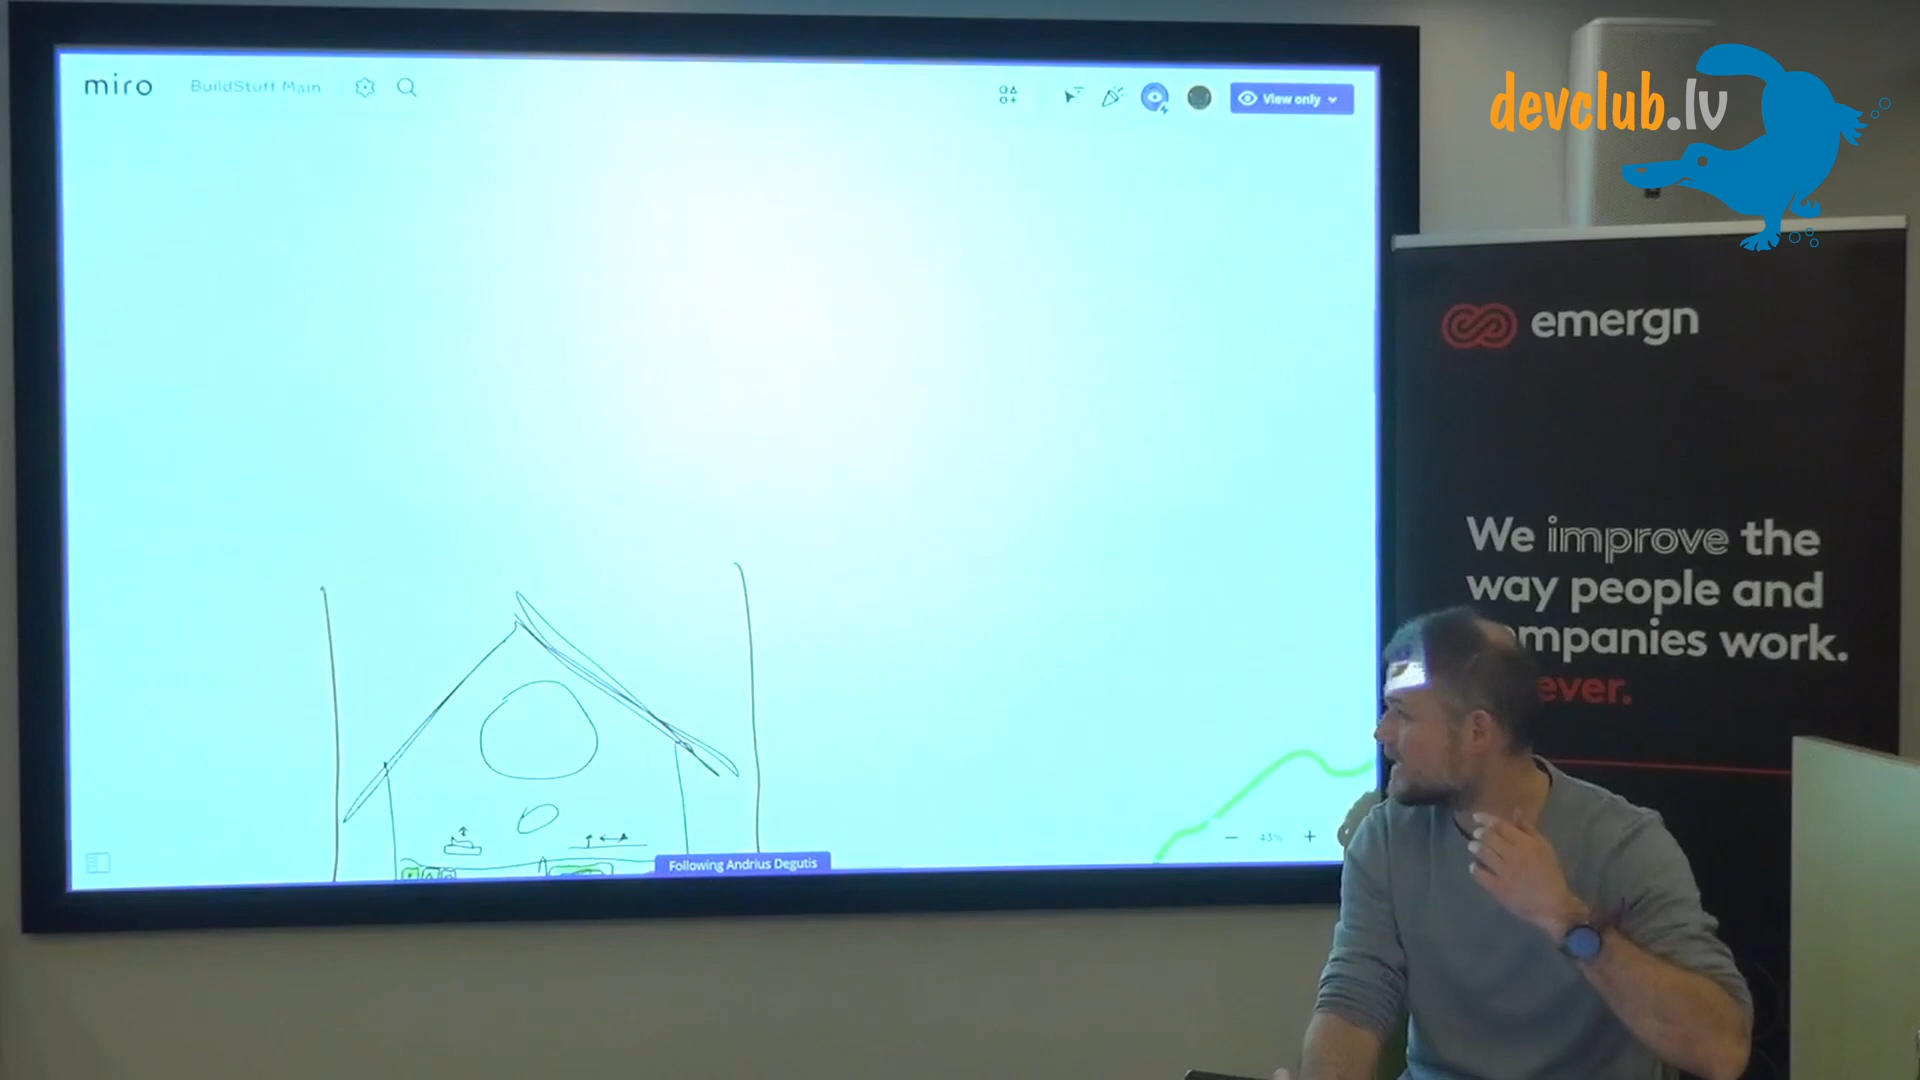 miro
BuildStuff Main
View only
devclub.lv
emergn
We improve the
way people and
mpanies work.
ever.
43%
Following Andrius Degutis